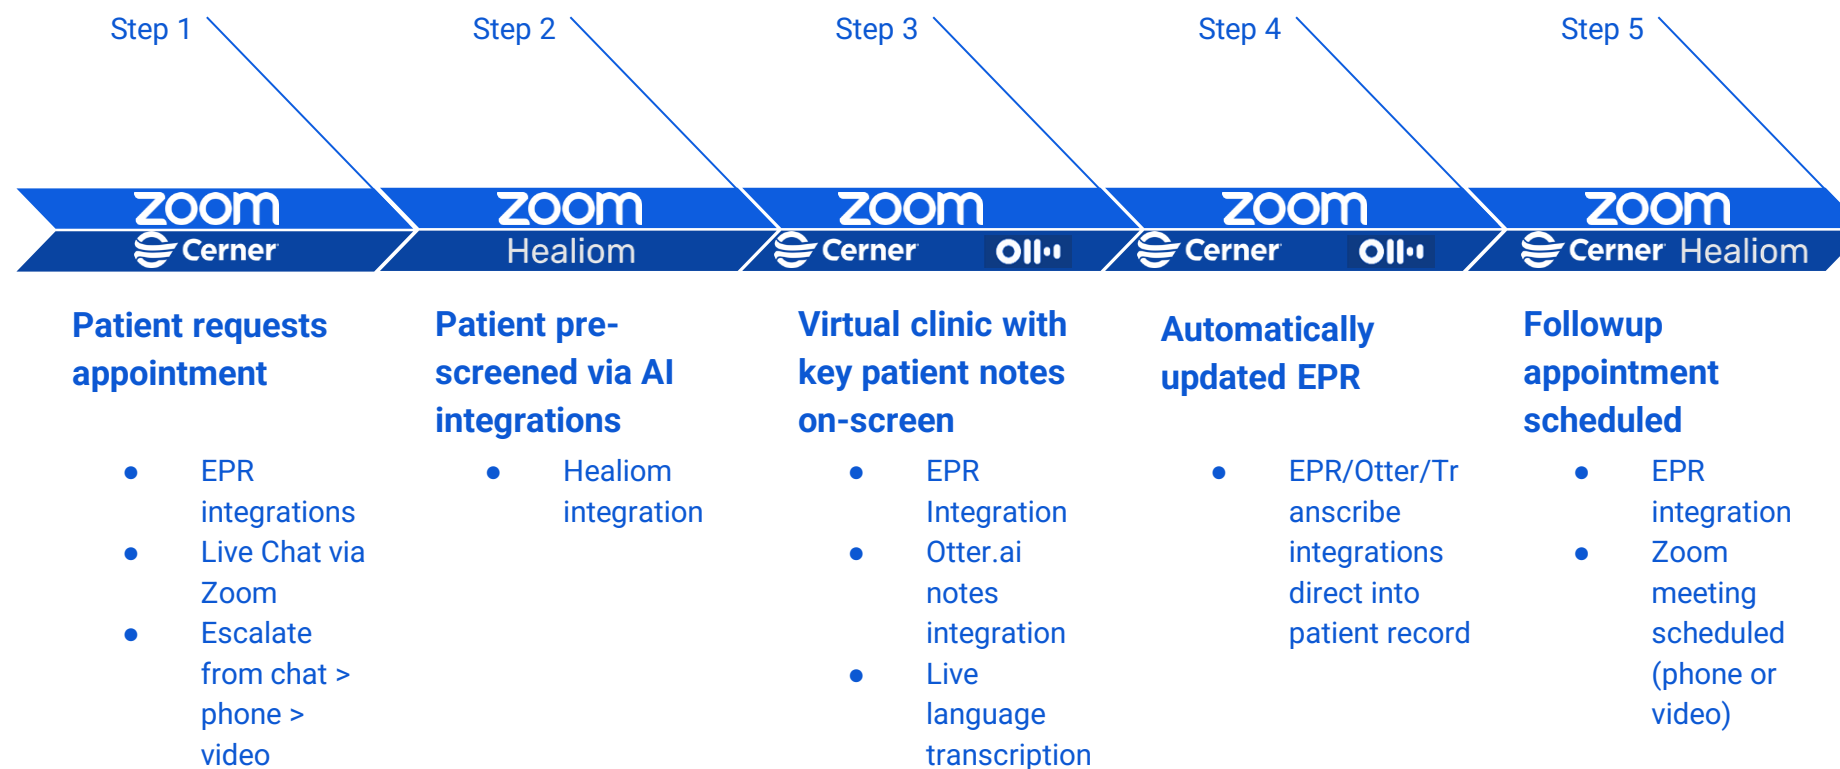 Step 1
Step 2
Step 3
Step 4
Step 5
zoom
zoom
zoom
zoom
zoom
Cerner
Healiom
Cerner
Cerner
Cerner Healiom
Patient requests
appointment
● EPR
integrations
● Live Chat via
Zoom
● Escalate
from chat >
phone >
video
Patient pre-
screened via AI
integrations
● Healiom
integration
Virtual clinic with
key patient notes
on-screen
● EPR
Integration
● Otter.ai
notes
integration
● Live
language
transcription
Automatically
updated EPR
● EPR/Otter/Tr
anscribe
integrations
direct into
patient record
Followup
appointment
scheduled
● EPR
integration
● Zoom
meeting
scheduled
(phone or
video)